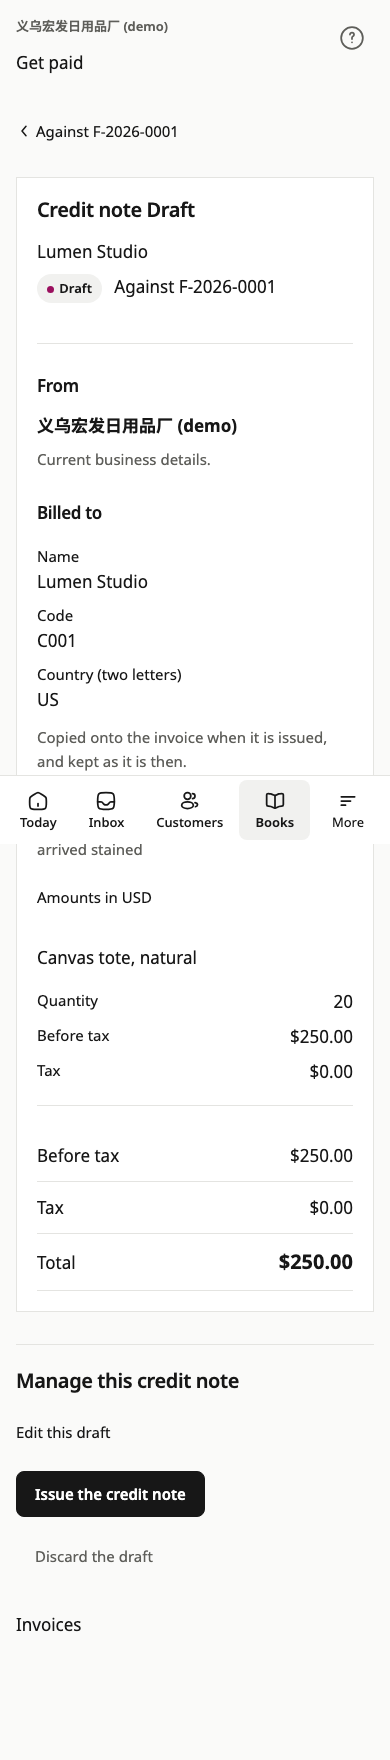 义乌宏发日用品厂 (demo)
Get paid
Against F-2026-0001
Credit note Draft
Lumen Studio
Draft
Against F-2026-0001
From
义乌宏发日用品厂 (demo)
Current business details.
Billed to
Name
Lumen Studio
Code
C001
Country (two letters)
US
Copied onto the invoice when it is issued,
and kept as it is then.
Today
Inbox
Customers
Books
More
arrived stained
Amounts in USD
Canvas tote, natural
Quantity 20
Before tax $250.00
Tax $0.00
Before tax $250.00
Tax $0.00
Total $250.00
Manage this credit note
Edit this draft
Issue the credit note
Discard the draft
Invoices